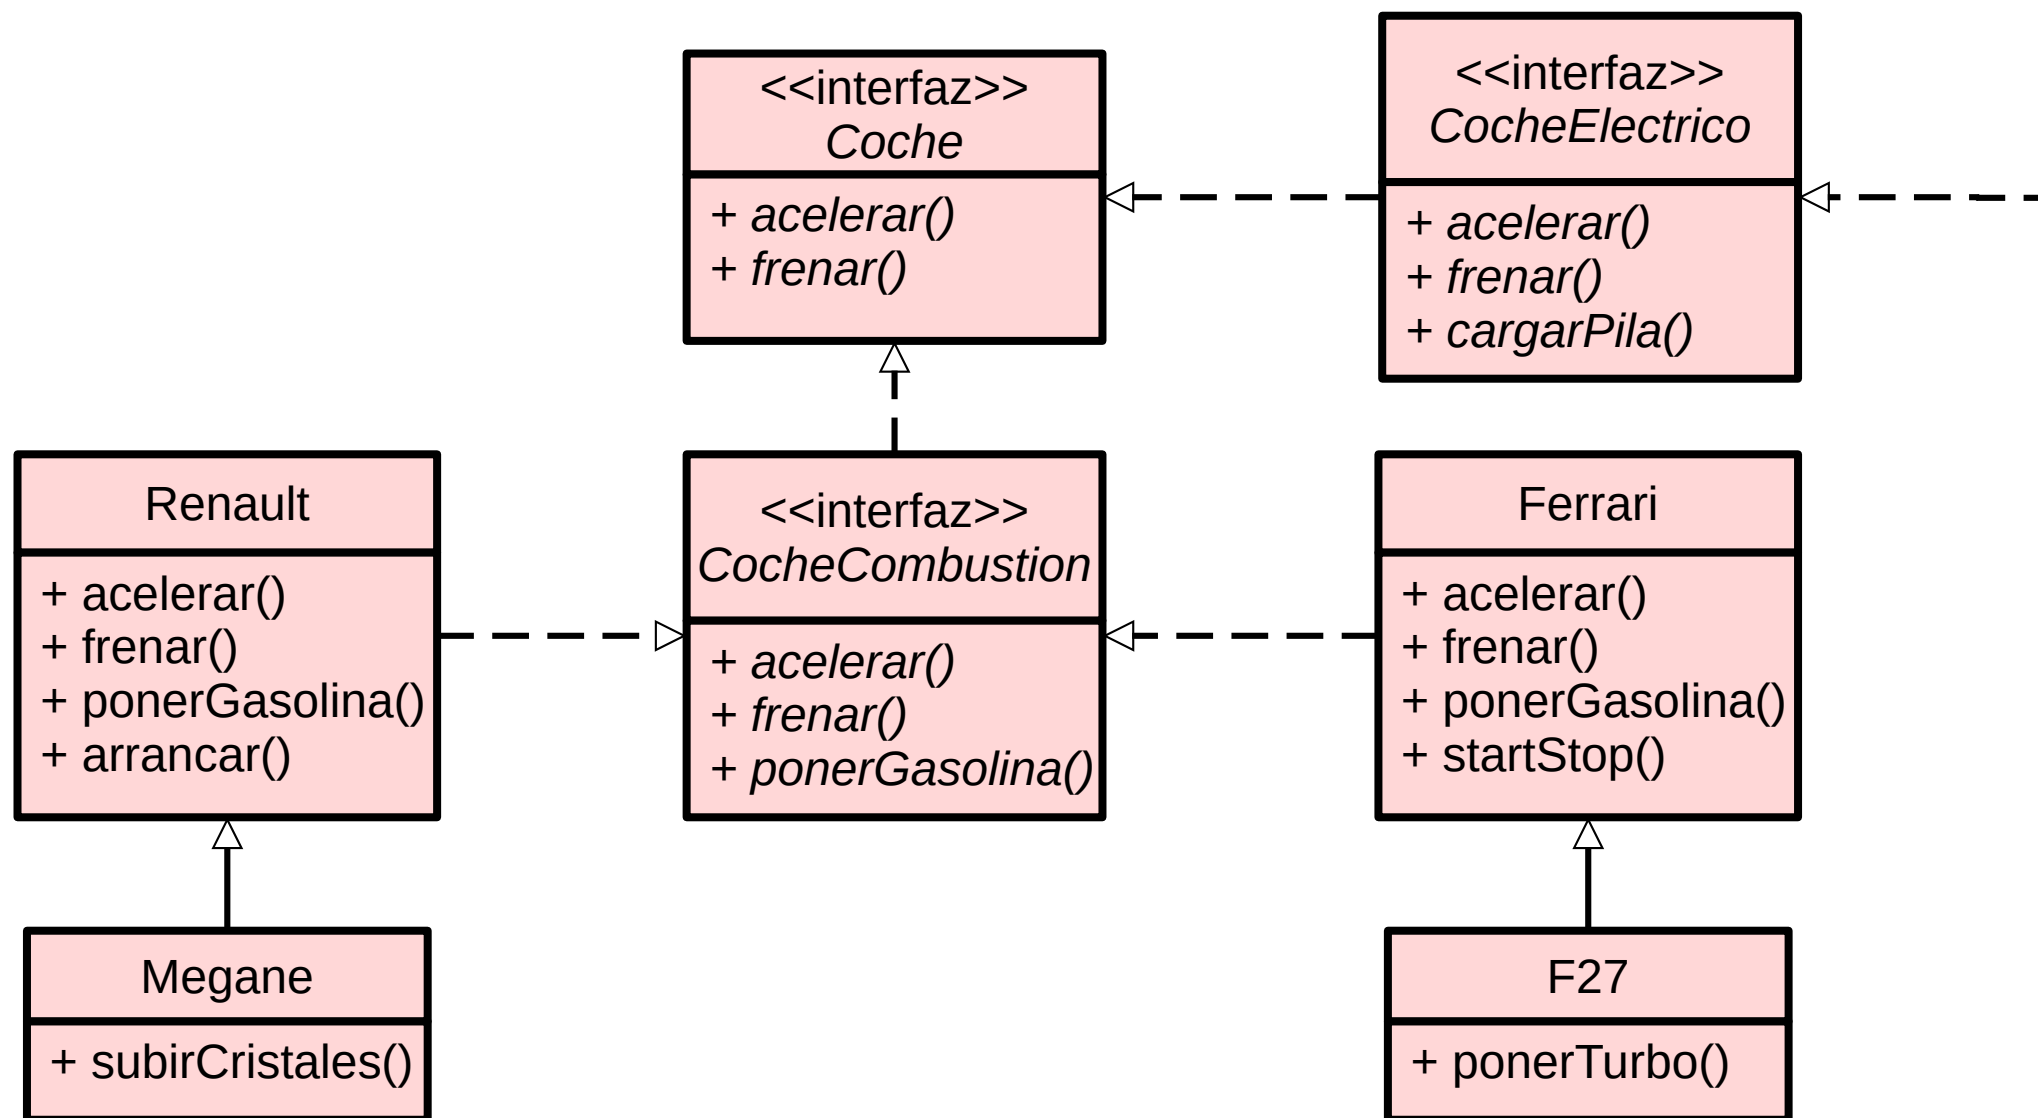 <<interfaz>>
Coche
+ acelerar()
+ frenar()
<<interfaz>>
CocheElectrico
+ acelerar()
+ frenar()
+ cargarPila()
Renault
+ acelerar()
+ frenar()
+ ponerGasolina()
+ arrancar()
<<interfaz>>
CocheCombustion
+ acelerar()
+ frenar()
+ ponerGasolina()
Ferrari
+ acelerar()
+ frenar()
+ ponerGasolina()
+ startStop()
Megane
+ subirCristales()
F27
+ ponerTurbo()